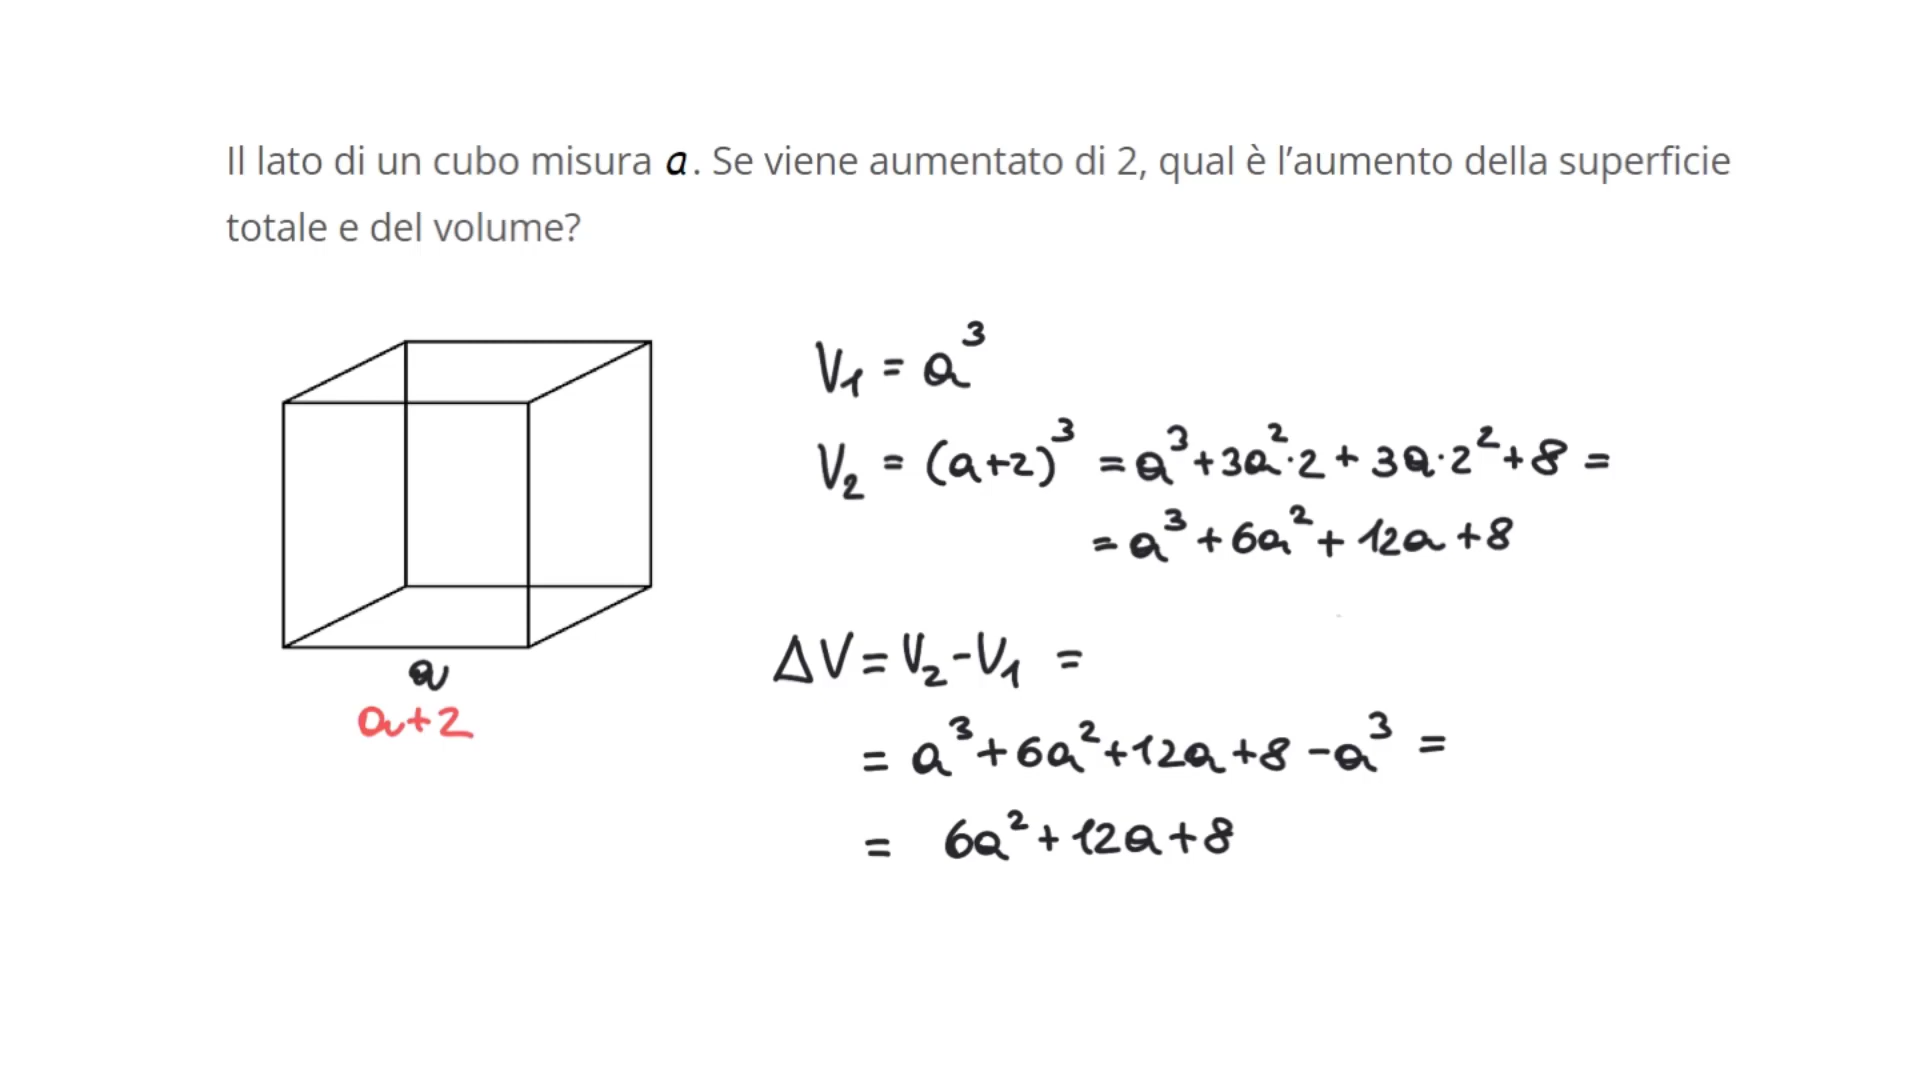 Il lato di un cubo misura a. Se viene aumentato di 2, qual è l’aumento della superficie
totale e del volume?
V₁ = a³
V₂ = (a+2)³ = a³+3a²·2+3a·2²+8 =
= a³+6a²+12a+8
a
a+2
ΔV = V₂-V₁ =
= a³+6a²+12a+8-a³ =
= 6a²+12a+8